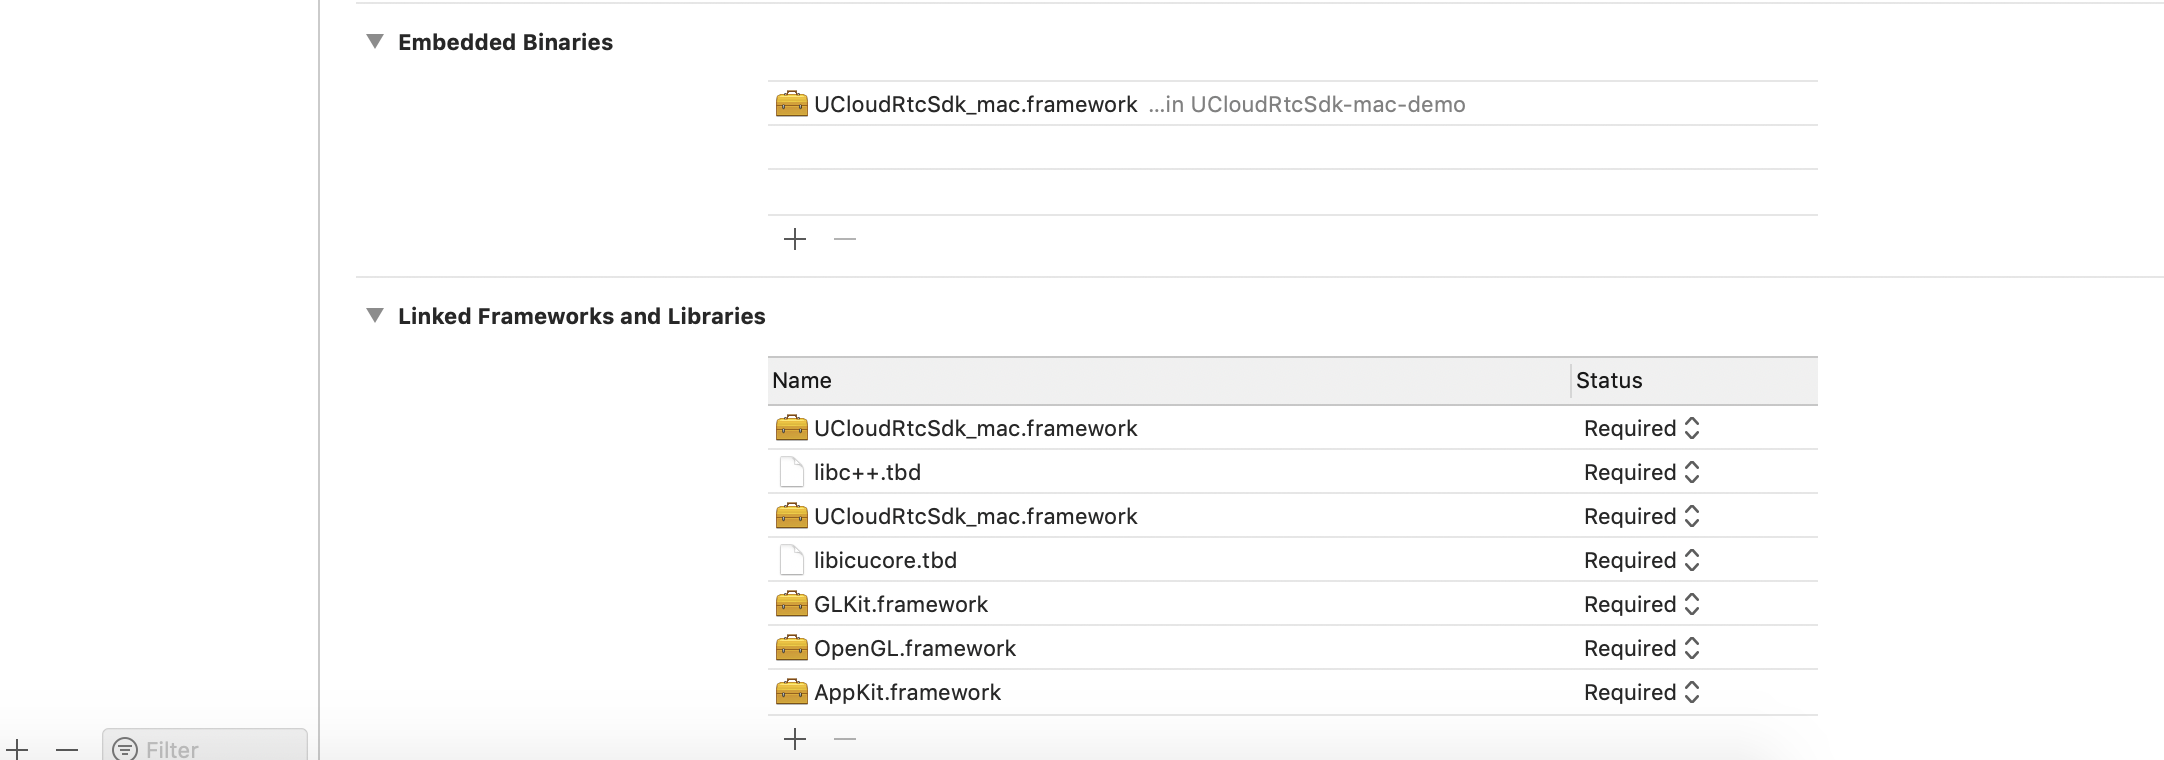 Embedded Binaries
UCloudRtcSdk_mac.framework ...in UCloudRtcSdk-mac-demo
Linked Frameworks and Libraries
Name Status
UCloudRtcSdk_mac.framework Required
libc++.tbd Required
UCloudRtcSdk_mac.framework Required
libicucore.tbd Required
GLKit.framework Required
OpenGL.framework Required
AppKit.framework Required
Filter